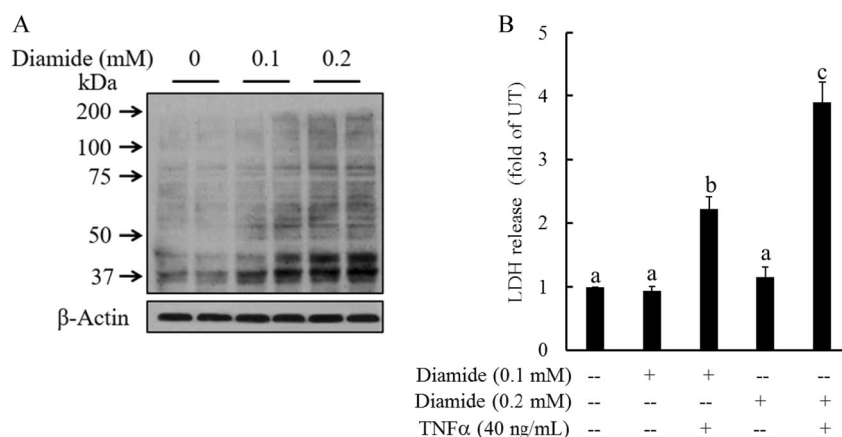 A
Diamide (mM) 0 0.1 0.2
kDa
200
100
75
50
37
β-Actin
B
LDH release (fold of UT)
5
4
3
2
1
0
a a b a c
Diamide (0.1 mM) -- + + -- --
Diamide (0.2 mM) -- -- -- + +
TNFα (40 ng/mL) -- -- + -- +